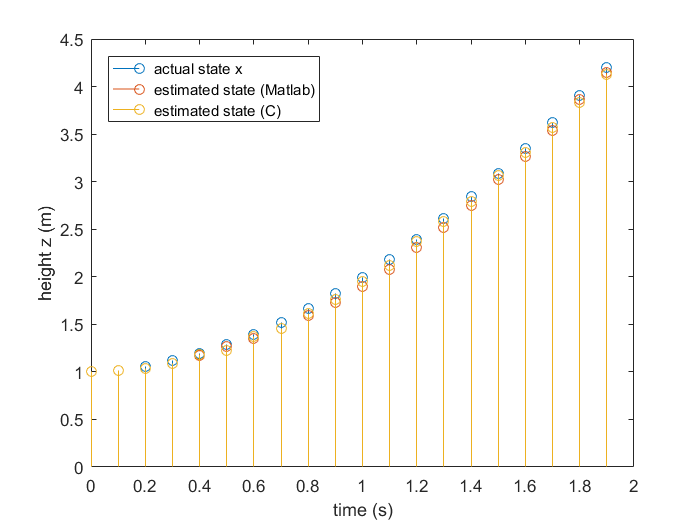 4.5
actual state x
4
estimated state (Matlab)
estimated state (C)
3.5
3
2.5
height z (m)
2
1.5
1
0.5
0
0 0.2 0.4 0.6 0.8 1 1.2 1.4 1.6 1.8 2
time (s)